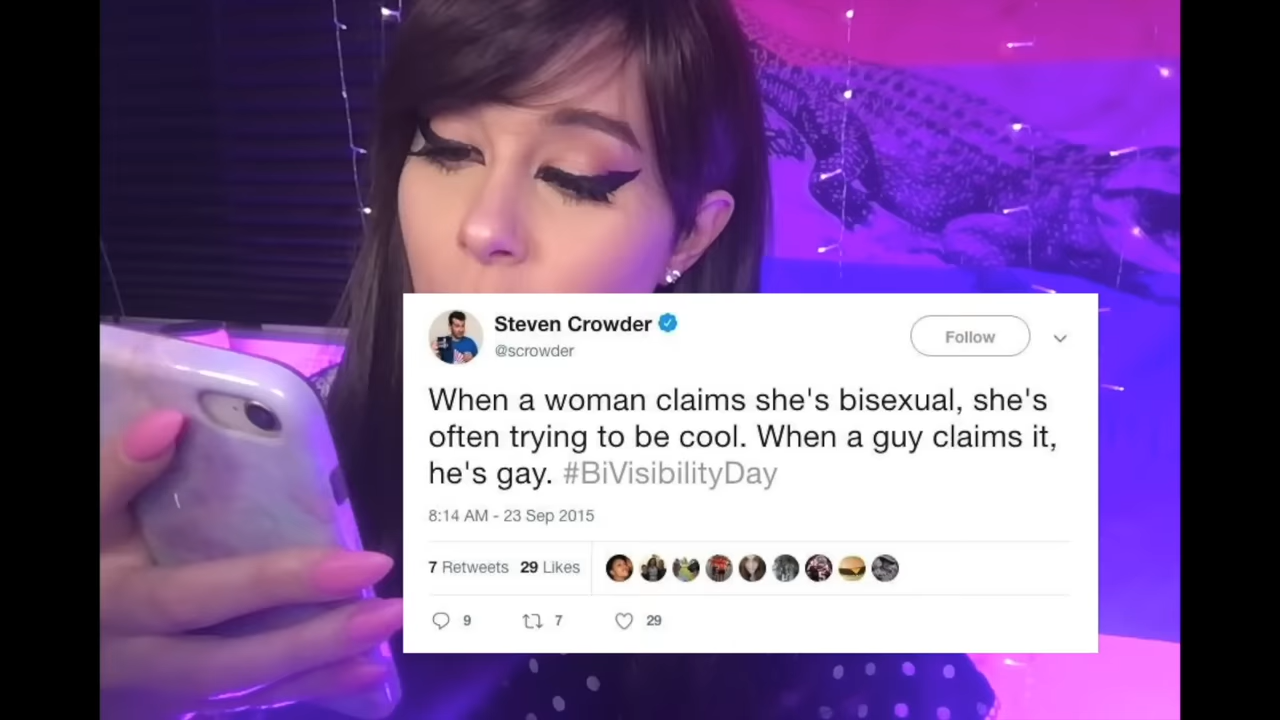 Steven Crowder
@scrowder
Follow
When a woman claims she's bisexual, she's
often trying to be cool. When a guy claims it,
he's gay. #BiVisibilityDay
8:14 AM - 23 Sep 2015
7 Retweets 29 Likes
9 7 29